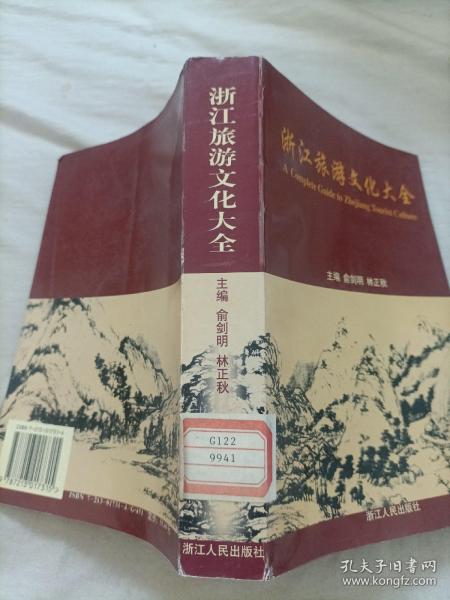 浙江旅游文化大全
主编 俞剑明 林正秋
G122
9941
浙江人民出版社
浙江旅游文化大全
A Complete Guide to Zhejiang Tourist Culture
主编 俞剑明 林正秋
浙江人民出版社
孔夫子旧书网
www.kongfz.com